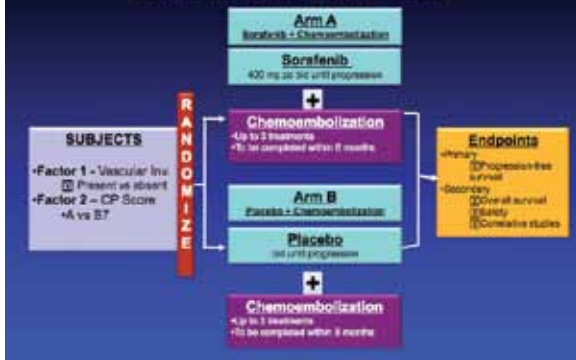 SUBJECTS
•Factor 1 - Vascular Inv
Present vs absent
•Factor 2 – CP Score
•A vs B?
RANDOMIZE
Arm A
Sorafenib + Chemoembolization
Sorafenib
400 mg po bid until progression
+
Chemoembolization
•Up to 3 treatments
•To be completed within 6 months
Arm B
Placebo + Chemoembolization
Placebo
bid until progression
+
Chemoembolization
•Up to 3 treatments
•To be completed within 6 months
Endpoints
•Primary
Progression-free
survival
•Secondary
Overall survival
Safety
Correlative studies